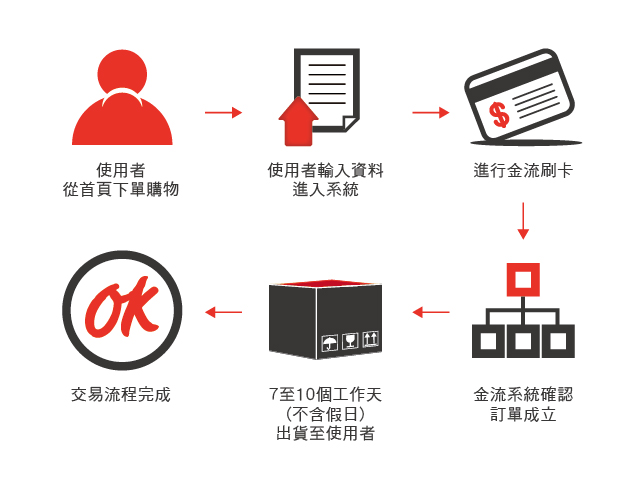 使用者
從首頁下單購物
使用者輸入資料
進入系統
$
進行金流刷卡
金流系統確認
訂單成立
7至10個工作天
(不含假日)
出貨至使用者
OK
交易流程完成